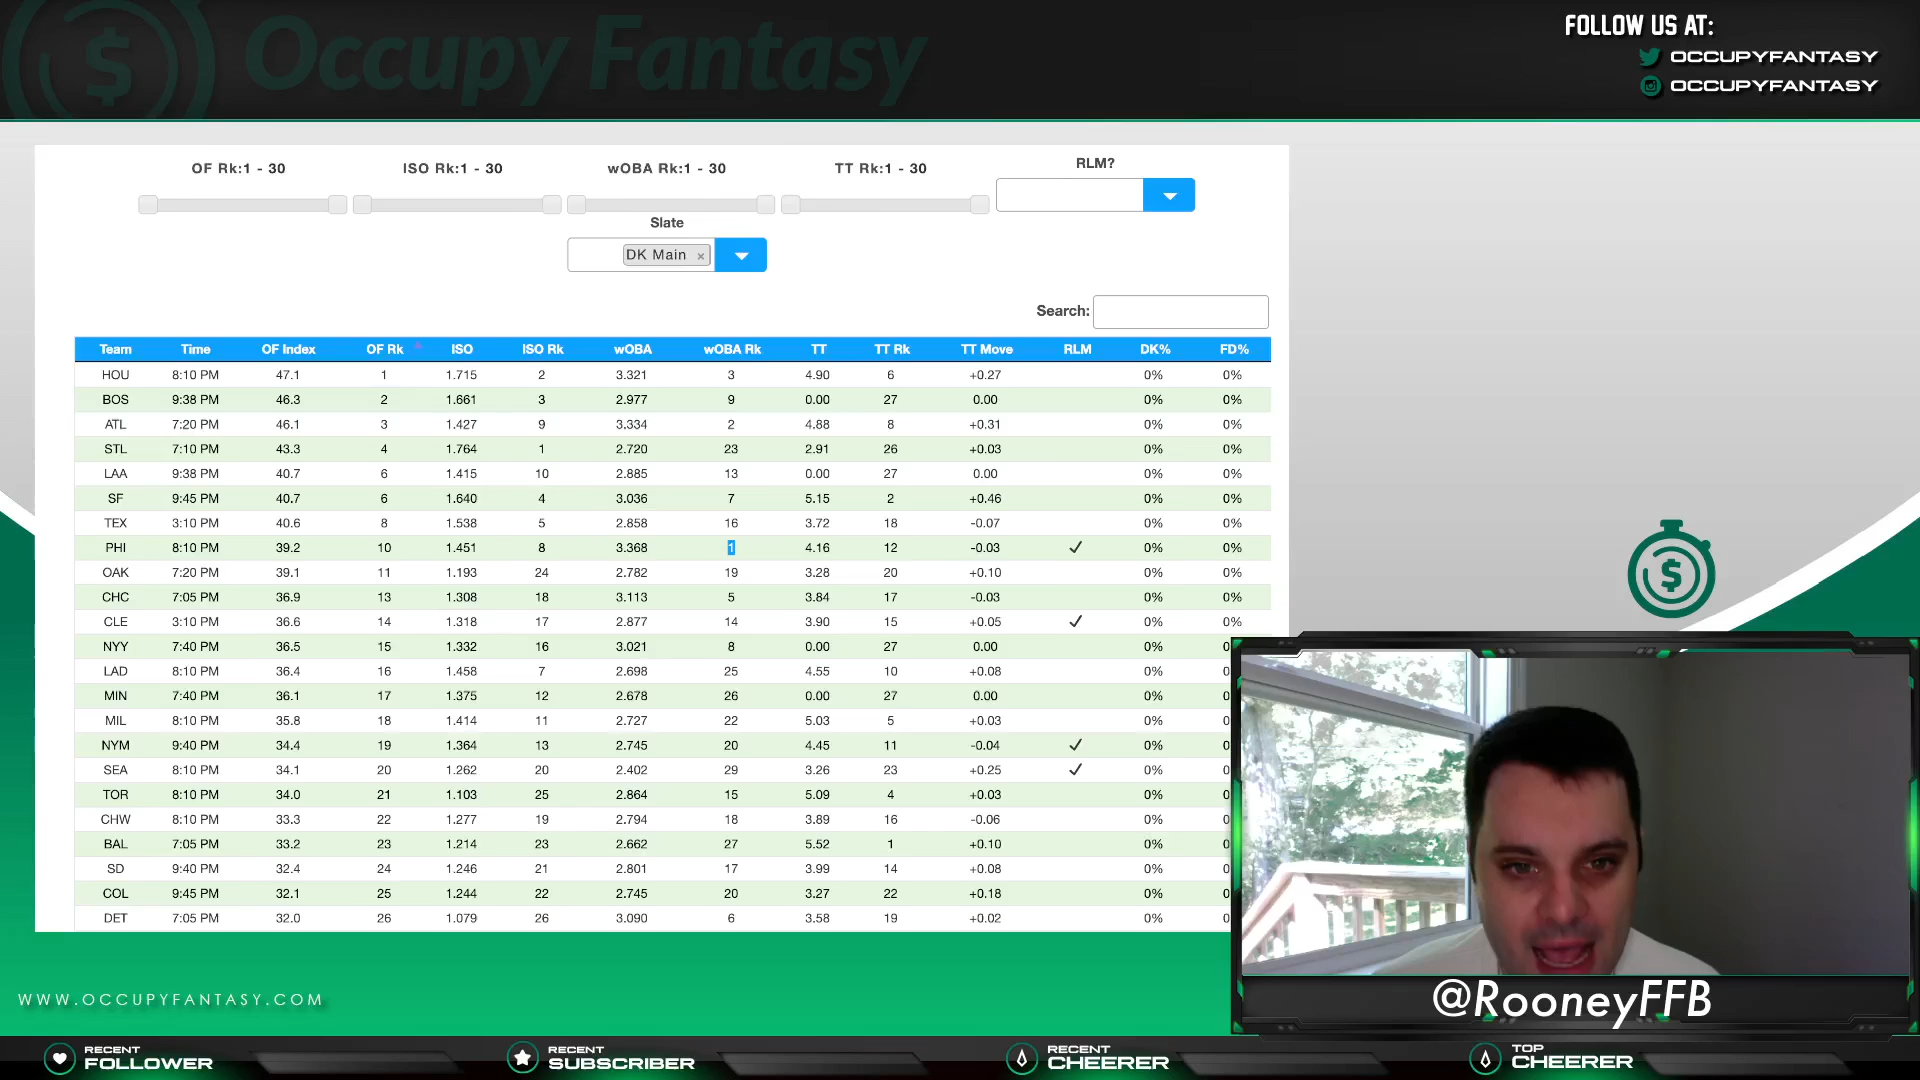 Occupy Fantasy
FOLLOW US AT:
OCCUPYFANTASY
OCCUPYFANTASY
OF Rk:1 - 30 ISO Rk:1 - 30 wOBA Rk:1 - 30 TT Rk:1 - 30 RLM?
Slate
DK Main ×
Search:
Team Time OF Index OF Rk ISO ISO Rk wOBA wOBA Rk TT TT Rk TT Move RLM DK% FD%
HOU 8:10 PM 47.1 1 1.715 2 3.321 3 4.90 6 +0.27 0% 0%
BOS 9:38 PM 46.3 2 1.661 3 2.977 9 0.00 27 0.00 0% 0%
ATL 7:20 PM 46.1 3 1.427 9 3.334 2 4.88 8 +0.31 0% 0%
STL 7:10 PM 43.3 4 1.764 1 2.720 23 2.91 26 +0.03 0% 0%
LAA 9:38 PM 40.7 6 1.415 10 2.885 13 0.00 27 0.00 0% 0%
SF 9:45 PM 40.7 6 1.640 4 3.036 7 5.15 2 +0.46 0% 0%
TEX 3:10 PM 40.6 8 1.538 5 2.858 16 3.72 18 -0.07 0% 0%
PHI 8:10 PM 39.2 10 1.451 8 3.368 1 4.16 12 -0.03 ✓ 0% 0%
OAK 7:20 PM 39.1 11 1.193 24 2.782 19 3.28 20 +0.10 0% 0%
CHC 7:05 PM 36.9 13 1.308 18 3.113 5 3.84 17 -0.03 0% 0%
CLE 3:10 PM 36.6 14 1.318 17 2.877 14 3.90 15 +0.05 ✓ 0% 0%
NYY 7:40 PM 36.5 15 1.332 16 3.021 8 0.00 27 0.00 0% 0
LAD 8:10 PM 36.4 16 1.458 7 2.698 25 4.55 10 +0.08 0% 0
MIN 7:40 PM 36.1 17 1.375 12 2.678 26 0.00 27 0.00 0% 0
MIL 8:10 PM 35.8 18 1.414 11 2.727 22 5.03 5 +0.03 0% 0
NYM 9:40 PM 34.4 19 1.364 13 2.745 20 4.45 11 -0.04 ✓ 0% 0
SEA 8:10 PM 34.1 20 1.262 20 2.402 29 3.26 23 +0.25 ✓ 0% 0
TOR 8:10 PM 34.0 21 1.103 25 2.864 15 5.09 4 +0.03 0% 0
CHW 8:10 PM 33.3 22 1.277 19 2.794 18 3.89 16 -0.06 0% 0
BAL 7:05 PM 33.2 23 1.214 23 2.662 27 5.52 1 +0.10 0% 0
SD 9:40 PM 32.4 24 1.246 21 2.801 17 3.99 14 +0.08 0% 0
COL 9:45 PM 32.1 25 1.244 22 2.745 20 3.27 22 +0.18 0% 0
DET 7:05 PM 32.0 26 1.079 26 3.090 6 3.58 19 +0.02 0% 0
WWW.OCCUPYFANTASY.COM
@RooneyFFB
RECENT FOLLOWER
RECENT SUBSCRIBER
RECENT CHEERER
TOP CHEERER